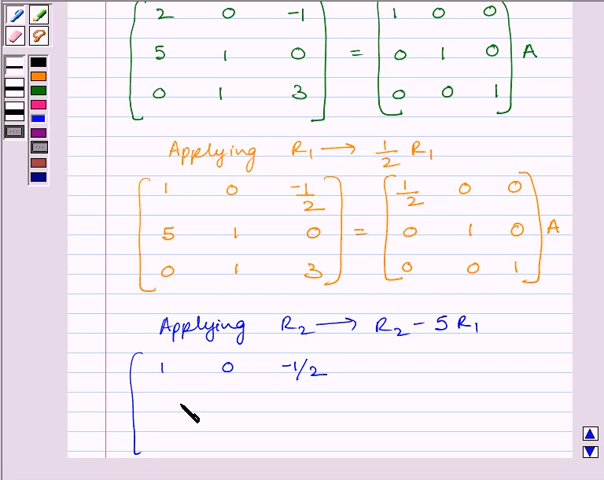 2 0 -1 1 0 0
5 1 0 = 0 1 0 A
0 1 3 0 0 1
Applying R₁ → 1/2 R₁
1 0 -1/2 1/2 0 0
5 1 0 = 0 1 0 A
0 1 3 0 0 1
Applying R₂ → R₂ - 5 R₁
1 0 -1/2